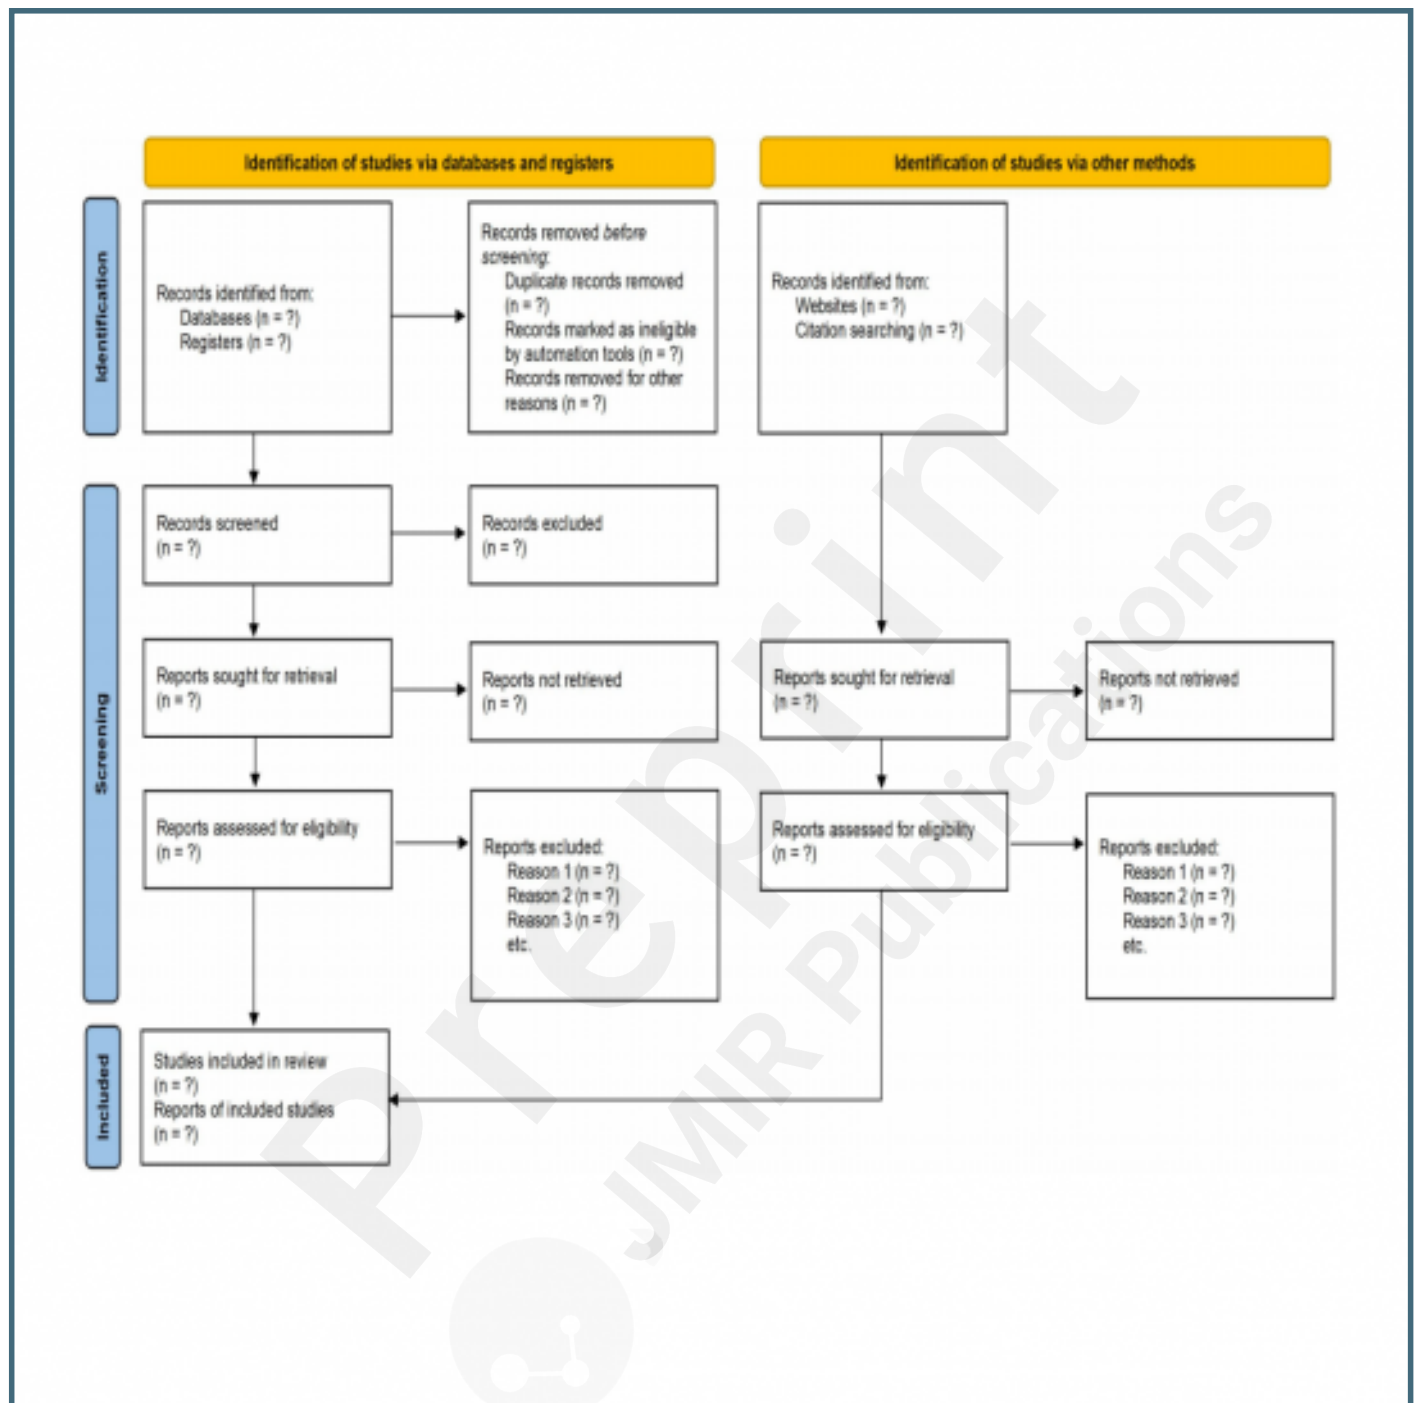 Identification of studies via databases and registers
Identification of studies via other methods
Identification
Records identified from:
Databases (n = ?)
Registers (n = ?)
Records removed before
screening:
Duplicate records removed
(n = ?)
Records marked as ineligible
by automation tools (n = ?)
Records removed for other
reasons (n = ?)
Records identified from:
Websites (n = ?)
Citation searching (n = ?)
Screening
Records screened
(n = ?)
Records excluded
(n = ?)
Reports sought for retrieval
(n = ?)
Reports not retrieved
(n = ?)
Reports sought for retrieval
(n = ?)
Reports not retrieved
(n = ?)
Reports assessed for eligibility
(n = ?)
Reports excluded:
Reason 1 (n = ?)
Reason 2 (n = ?)
Reason 3 (n = ?)
etc.
Reports assessed for eligibility
(n = ?)
Reports excluded:
Reason 1 (n = ?)
Reason 2 (n = ?)
Reason 3 (n = ?)
etc.
Included
Studies included in review
(n = ?)
Reports of included studies
(n = ?)
Preprint
JMIR Publications